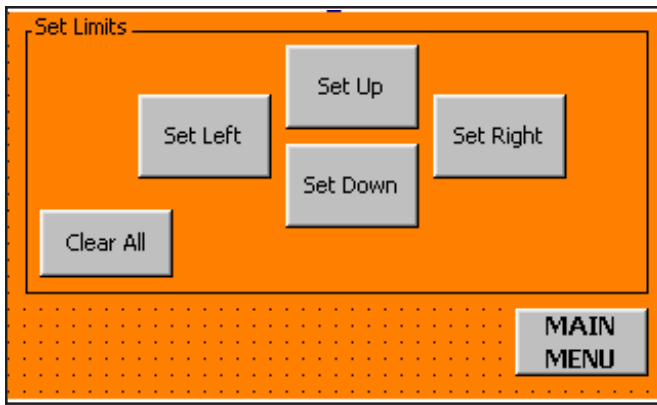 Set Limits
Set Up
Set Left
Set Right
Set Down
Clear All
MAIN
MENU